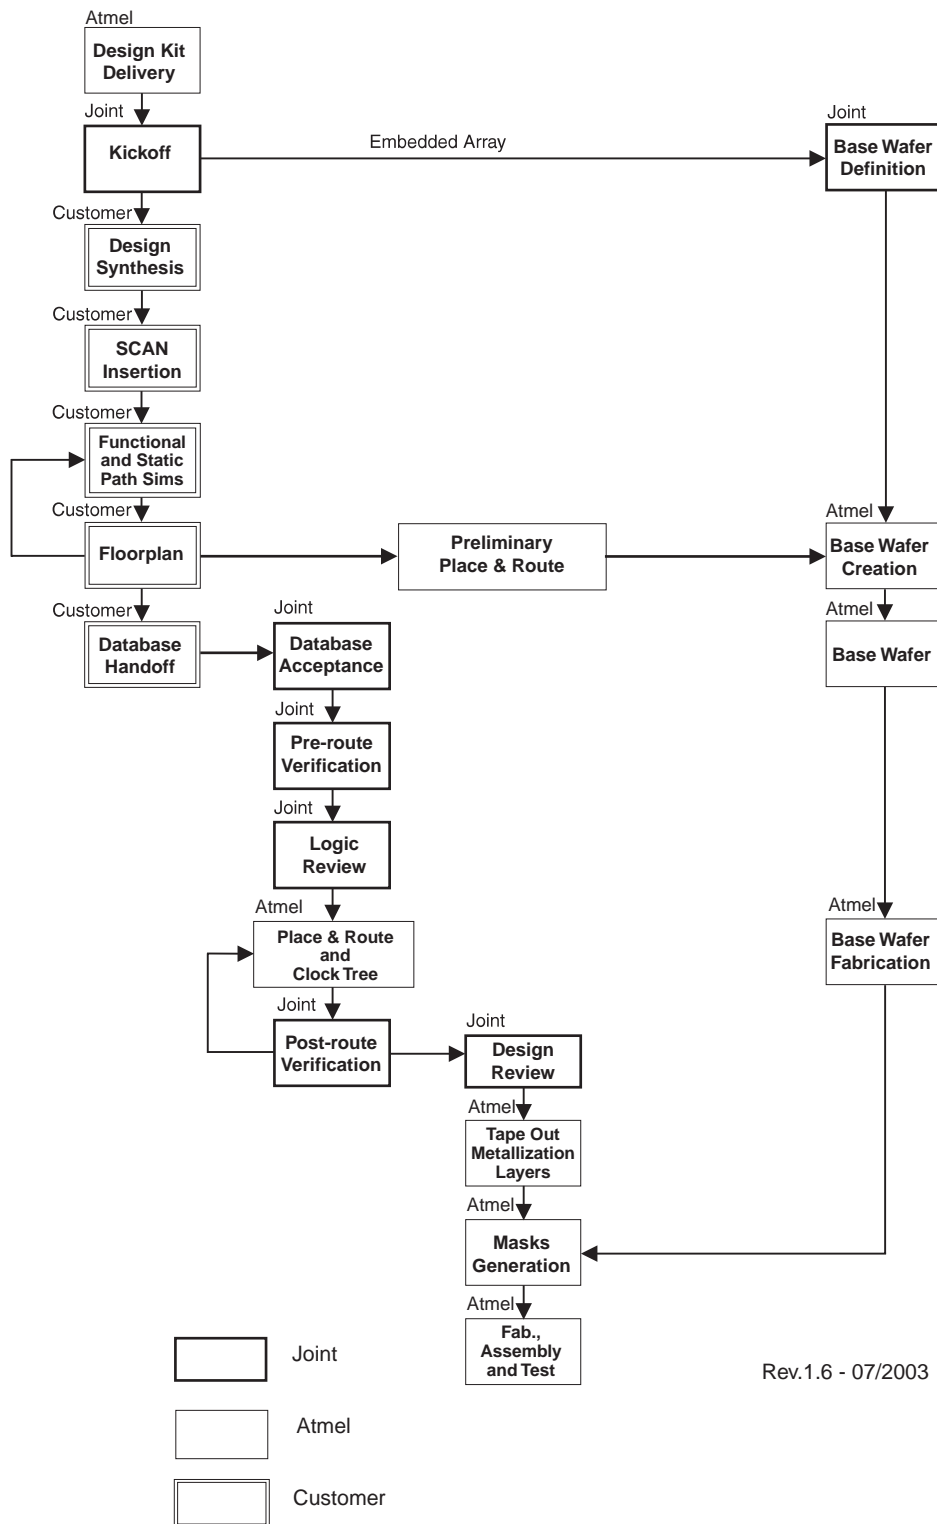 Atmel
Design Kit
Delivery
Joint
Kickoff
Embedded Array
Joint
Base Wafer
Definition
Customer
Design
Synthesis
Customer
SCAN
Insertion
Customer
Functional
and Static
Path Sims
Customer
Floorplan
Preliminary
Place & Route
Atmel
Base Wafer
Creation
Customer
Database
Handoff
Joint
Database
Acceptance
Atmel
Base Wafer
Joint
Pre-route
Verification
Joint
Logic
Review
Atmel
Place & Route
and
Clock Tree
Atmel
Base Wafer
Fabrication
Joint
Post-route
Verification
Joint
Design
Review
Atmel
Tape Out
Metallization
Layers
Atmel
Masks
Generation
Atmel
Fab.,
Assembly
and Test
Joint
Rev.1.6 - 07/2003
Atmel
Customer